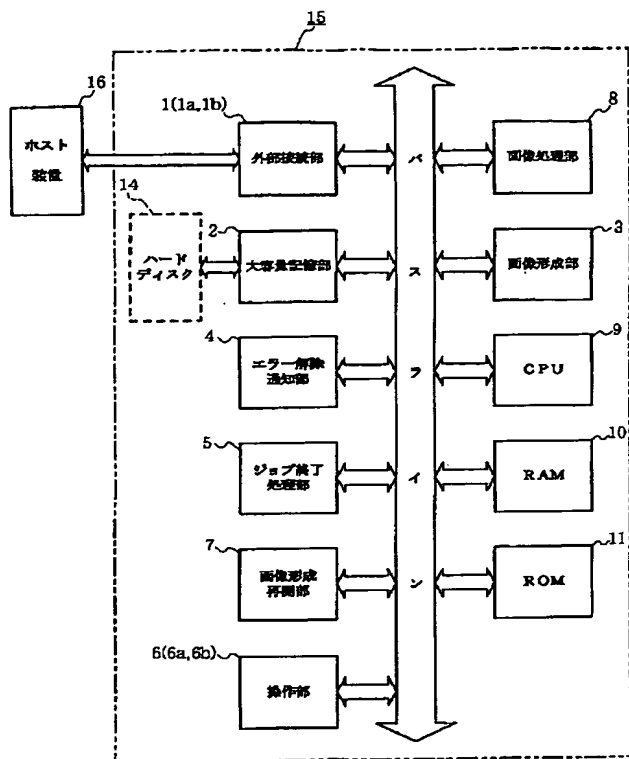 15
16
ホスト
装置
1(1a,1b)
外部接続部
8
画像処理部
14
ハード
ディスク
2
大容量記憶部
3
画像形成部
4
エラー解除
通知部
9
CPU
5
ジョブ終了
処理部
10
RAM
7
画像形成
再開部
11
ROM
6(6a,6b)
操作部
バ
ス
ラ
イ
ン